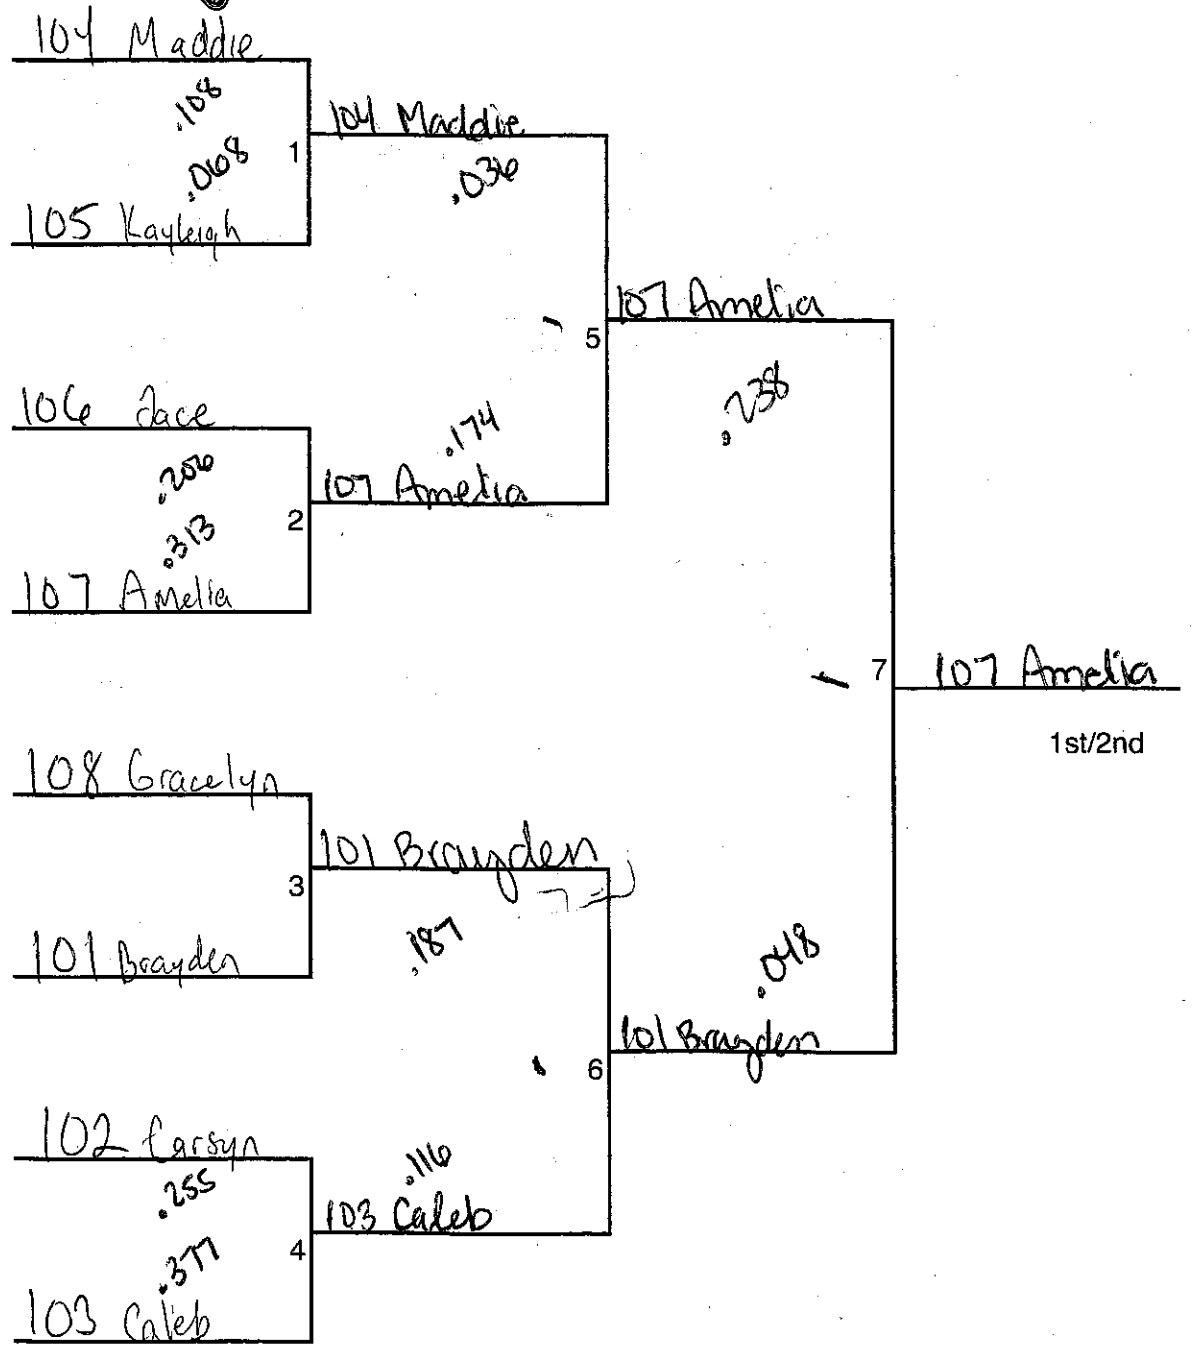 104 Maddie
.108
104 Maddie
1
.068
.036
105 Kayleigh
107 Amelia
5
106 Jace
.238
.174
.206
107 Amelia
2
.313
107 Amelia
7
107 Amelia
1st/2nd
108 Gracelyn
101 Brayden
3
.187
.048
101 Brayden
101 Brayden
6
102 Carsyn
.116
.255
103 Caleb
4
.377
103 Caleb